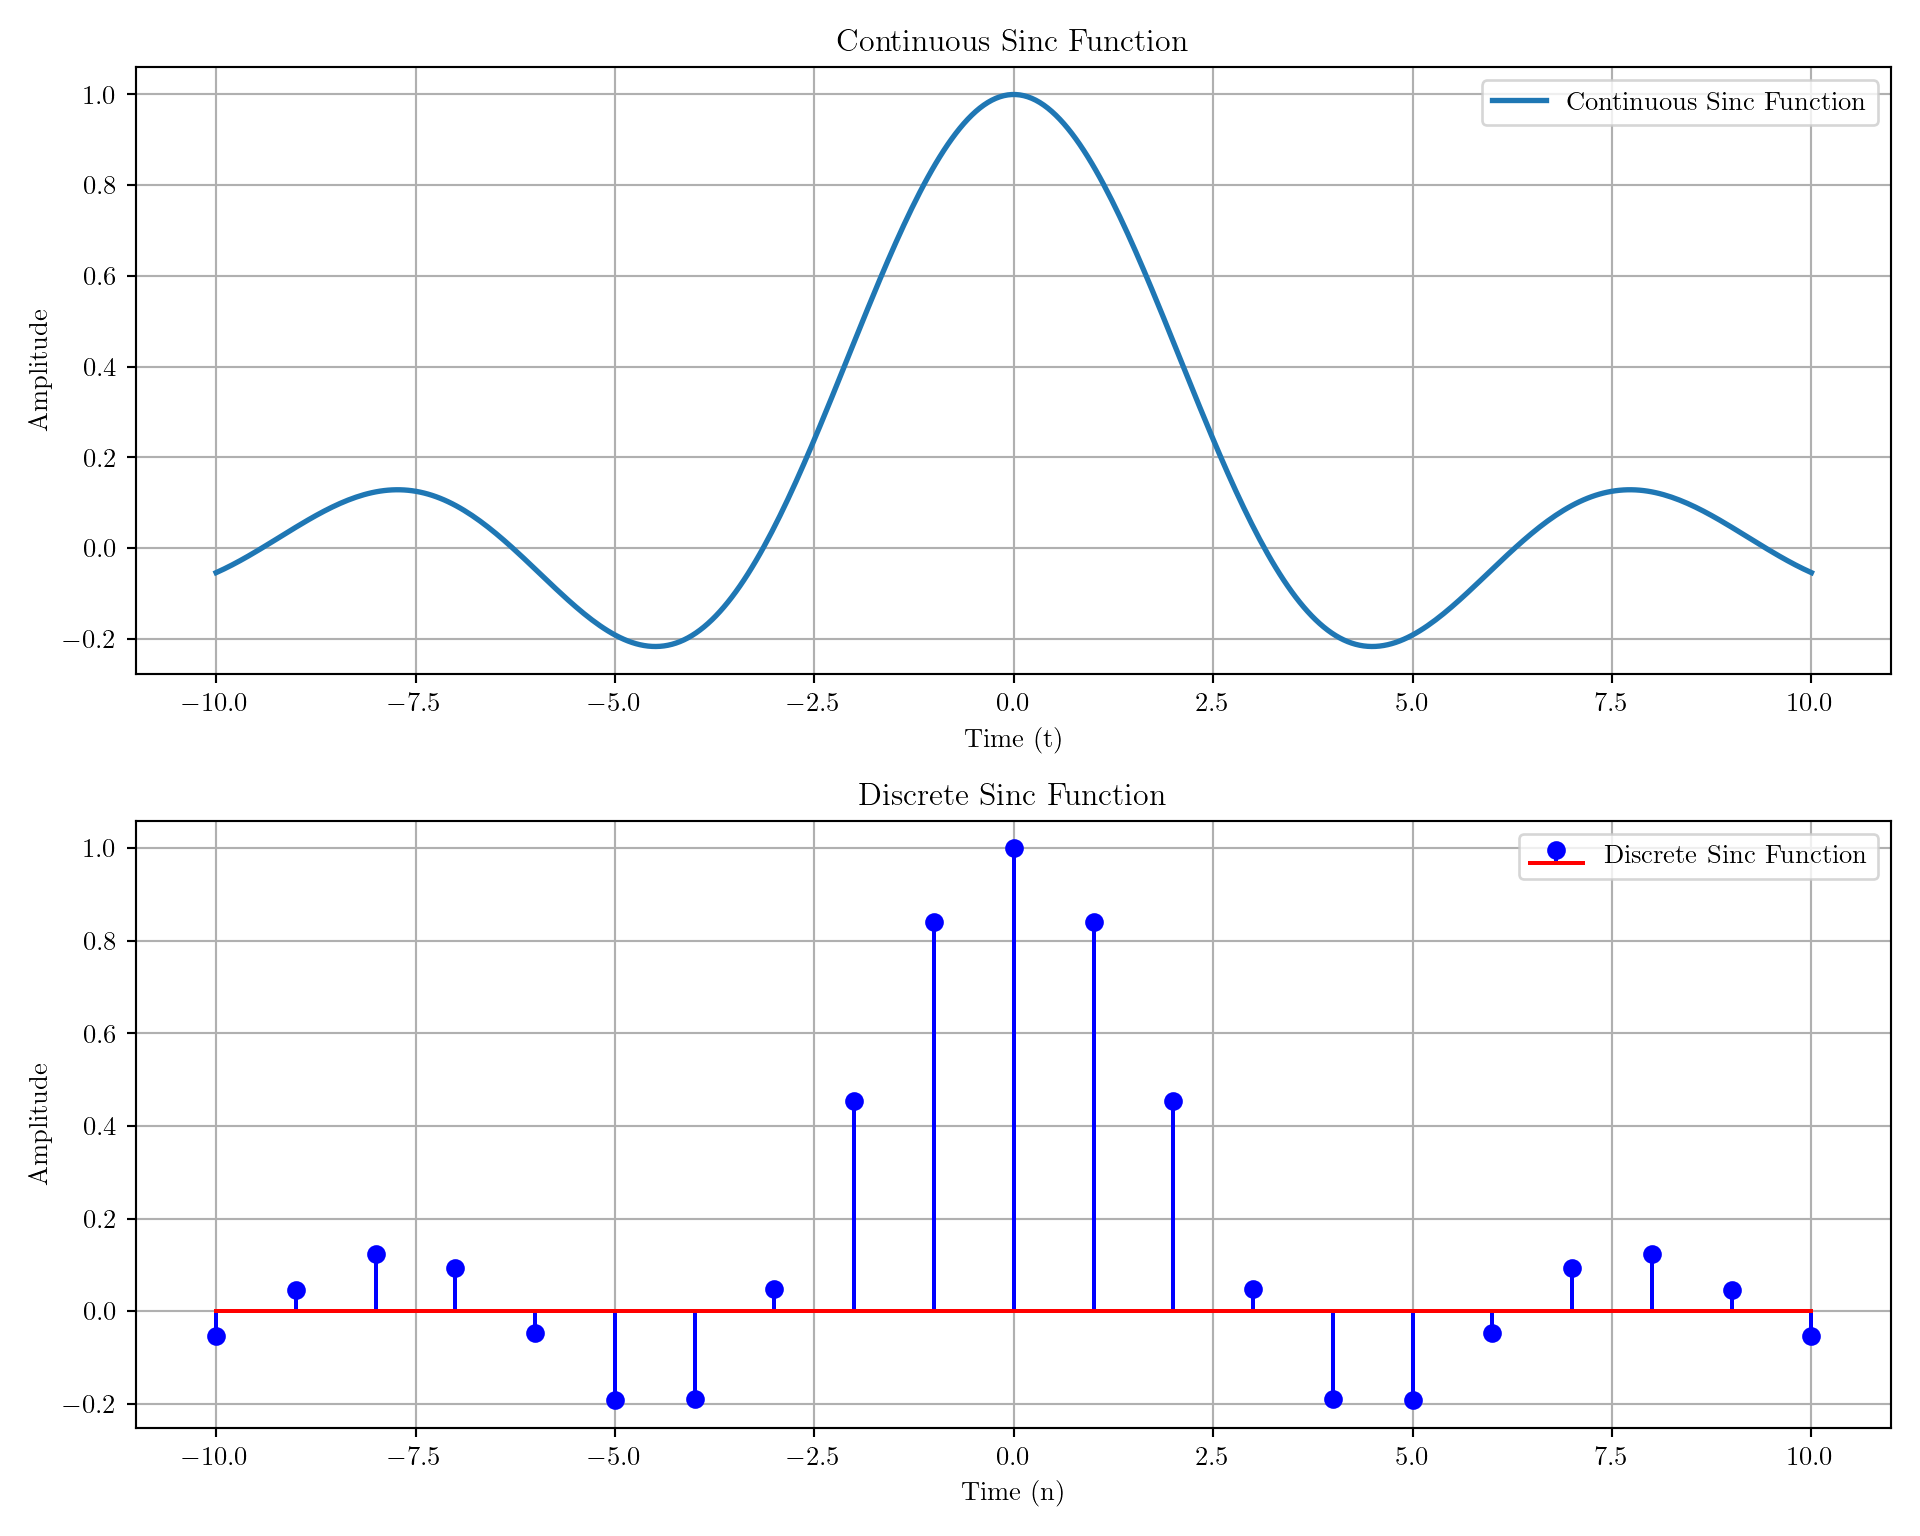 Continuous Sinc Function
1.0
0.8
0.6
0.4
0.2
0.0
−0.2
Amplitude
Continuous Sinc Function
−10.0 −7.5 −5.0 −2.5 0.0 2.5 5.0 7.5 10.0
Time (t)
Discrete Sinc Function
1.0
0.8
0.6
0.4
0.2
0.0
−0.2
Amplitude
Discrete Sinc Function
−10.0 −7.5 −5.0 −2.5 0.0 2.5 5.0 7.5 10.0
Time (n)